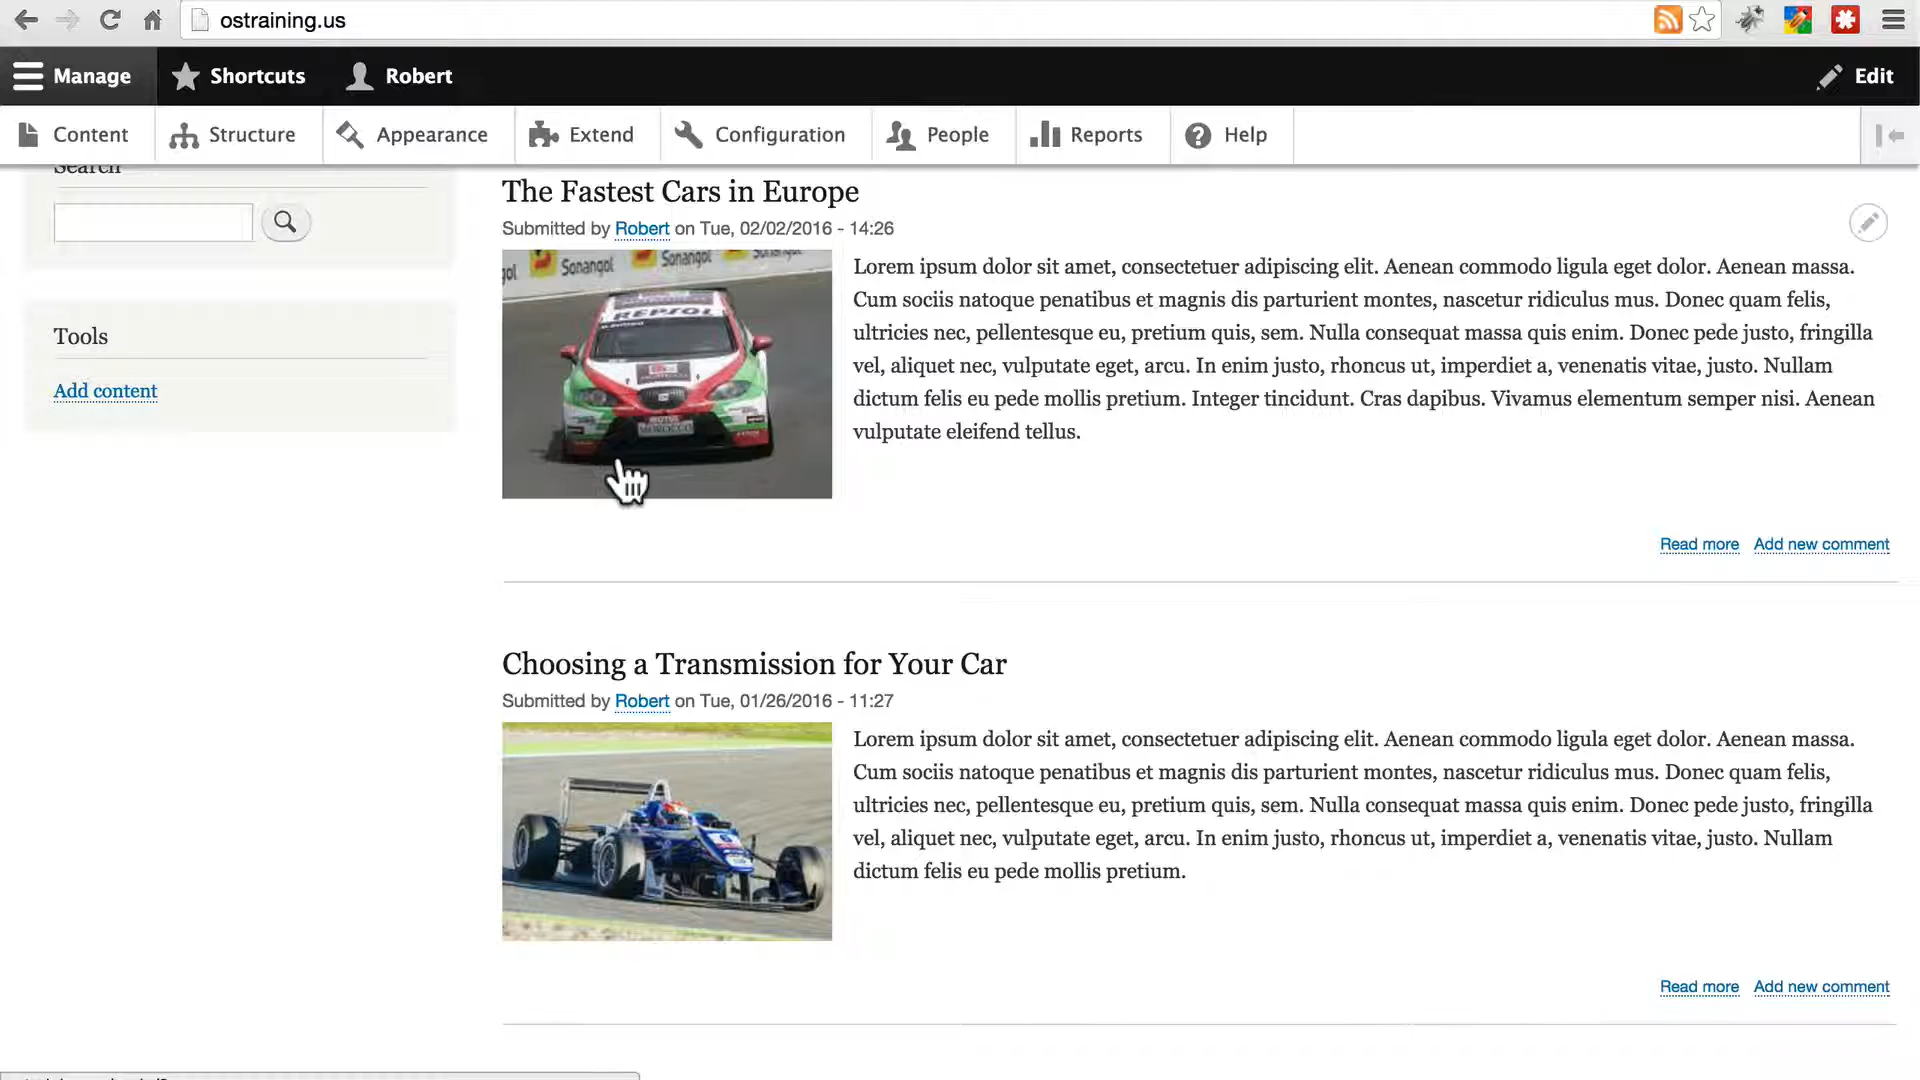 ostraining.us
Manage Shortcuts Robert Edit
Content Structure Appearance Extend Configuration People Reports Help
Search
Tools
Add content
The Fastest Cars in Europe
Submitted by Robert on Tue, 02/02/2016 - 14:26
Sonangol Sonangol
REPSOL
MOROCCO
Lorem ipsum dolor sit amet, consectetuer adipiscing elit. Aenean commodo ligula eget dolor. Aenean massa.
Cum sociis natoque penatibus et magnis dis parturient montes, nascetur ridiculus mus. Donec quam felis,
ultricies nec, pellentesque eu, pretium quis, sem. Nulla consequat massa quis enim. Donec pede justo, fringilla
vel, aliquet nec, vulputate eget, arcu. In enim justo, rhoncus ut, imperdiet a, venenatis vitae, justo. Nullam
dictum felis eu pede mollis pretium. Integer tincidunt. Cras dapibus. Vivamus elementum semper nisi. Aenean
vulputate eleifend tellus.
Read more Add new comment
Choosing a Transmission for Your Car
Submitted by Robert on Tue, 01/26/2016 - 11:27
Lorem ipsum dolor sit amet, consectetuer adipiscing elit. Aenean commodo ligula eget dolor. Aenean massa.
Cum sociis natoque penatibus et magnis dis parturient montes, nascetur ridiculus mus. Donec quam felis,
ultricies nec, pellentesque eu, pretium quis, sem. Nulla consequat massa quis enim. Donec pede justo, fringilla
vel, aliquet nec, vulputate eget, arcu. In enim justo, rhoncus ut, imperdiet a, venenatis vitae, justo. Nullam
dictum felis eu pede mollis pretium.
Read more Add new comment